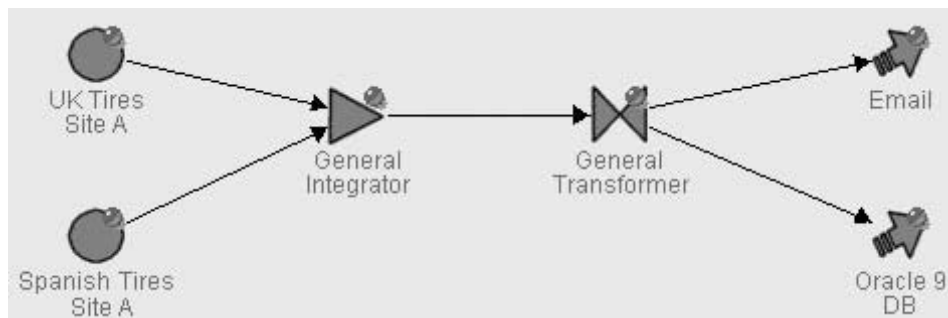 UK Tires
Site A
Spanish Tires
Site A
General
Integrator
General
Transformer
Email
Oracle 9
DB